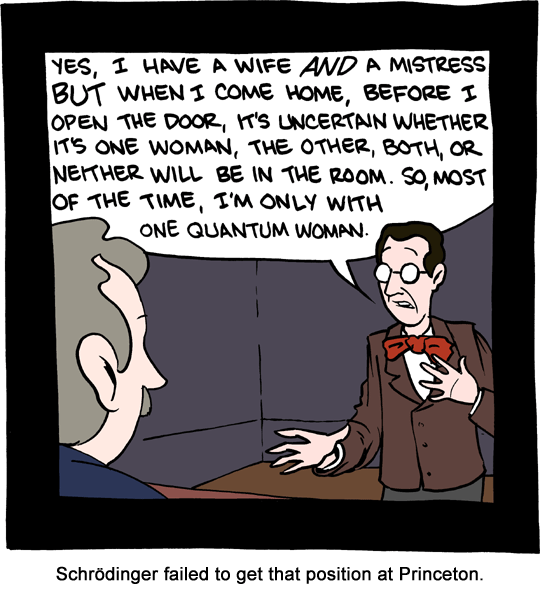 YES, I HAVE A WIFE AND A MISTRESS
BUT WHEN I COME HOME, BEFORE I
OPEN THE DOOR, IT'S UNCERTAIN WHETHER
IT'S ONE WOMAN, THE OTHER, BOTH, OR
NEITHER WILL BE IN THE ROOM. SO, MOST
OF THE TIME, I'M ONLY WITH
ONE QUANTUM WOMAN.
Schrödinger failed to get that position at Princeton.